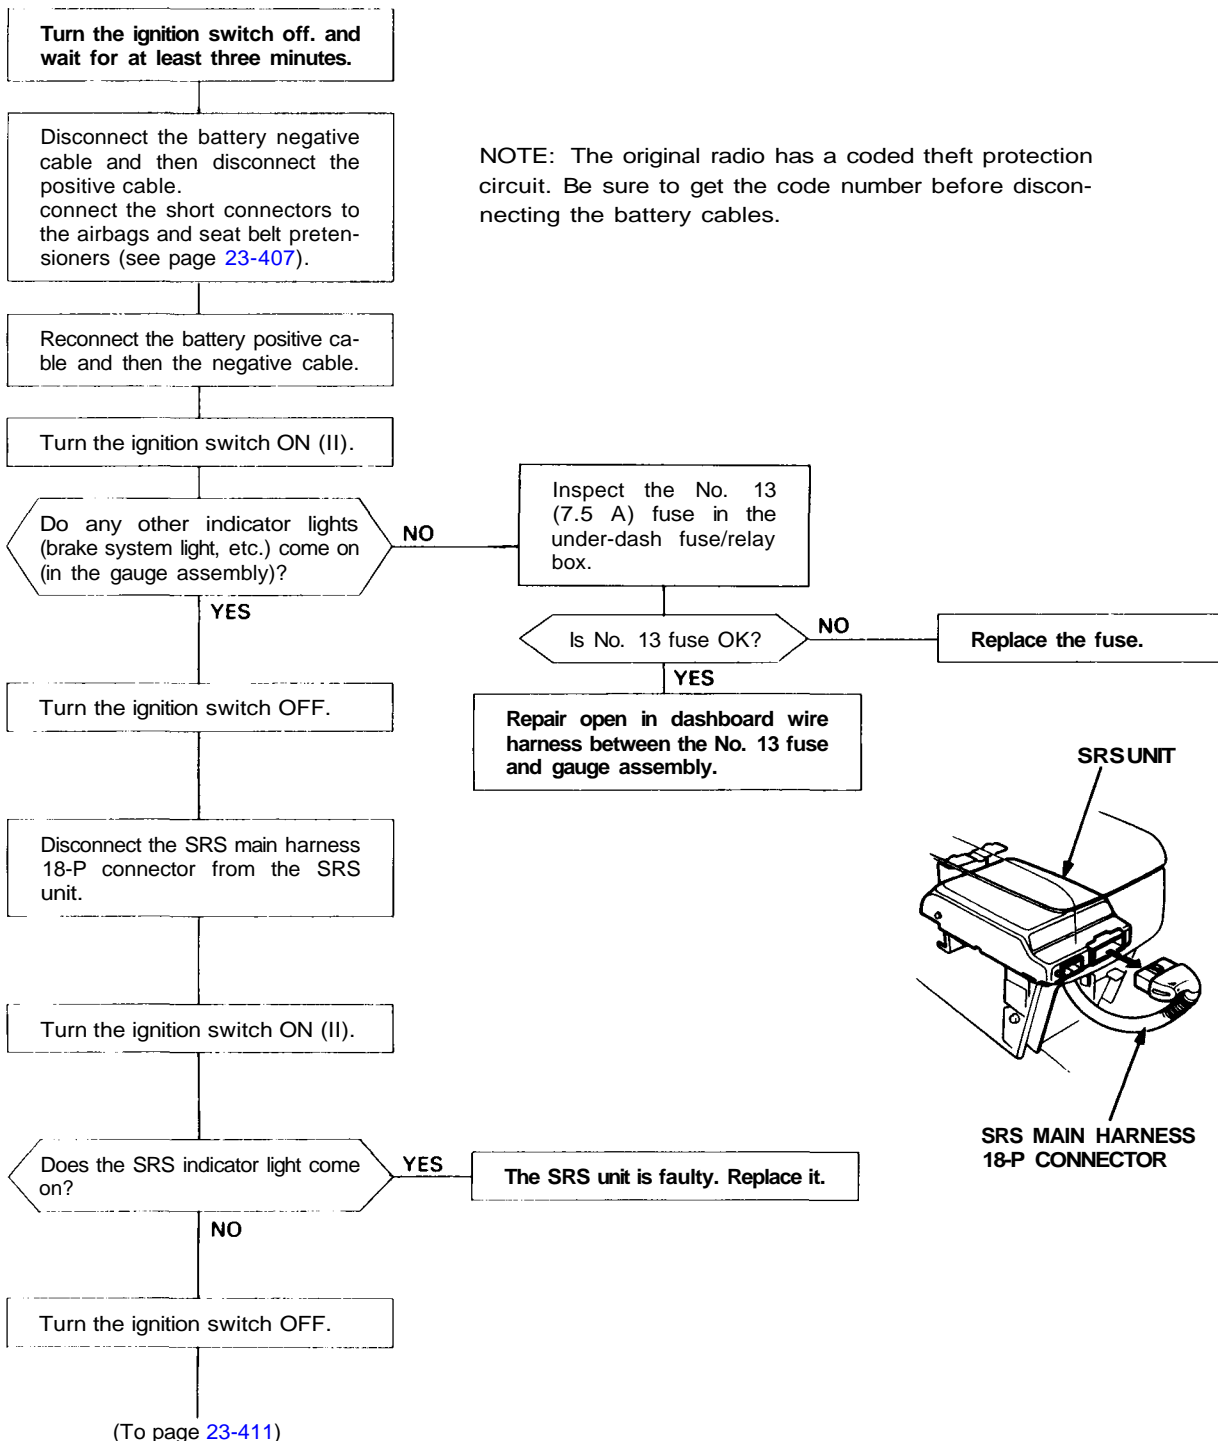 Turn the ignition switch off. and
wait for at least three minutes.
Disconnect the battery negative
cable and then disconnect the
positive cable.
connect the short connectors to
the airbags and seat belt preten-
sioners (see page 23-407).
NOTE: The original radio has a coded theft protection
circuit. Be sure to get the code number before discon-
necting the battery cables.
Reconnect the battery positive ca-
ble and then the negative cable.
Turn the ignition switch ON (II).
Do any other indicator lights
(brake system light, etc.) come on
(in the gauge assembly)?
NO
Inspect the No. 13
(7.5 A) fuse in the
under-dash fuse/relay
box.
YES
Is No. 13 fuse OK?
NO
Replace the fuse.
YES
Repair open in dashboard wire
harness between the No. 13 fuse
and gauge assembly.
Turn the ignition switch OFF.
Disconnect the SRS main harness
18-P connector from the SRS
unit.
SRS UNIT
SRS MAIN HARNESS
18-P CONNECTOR
Turn the ignition switch ON (II).
Does the SRS indicator light come
on?
YES
The SRS unit is faulty. Replace it.
NO
Turn the ignition switch OFF.
(To page 23-411)